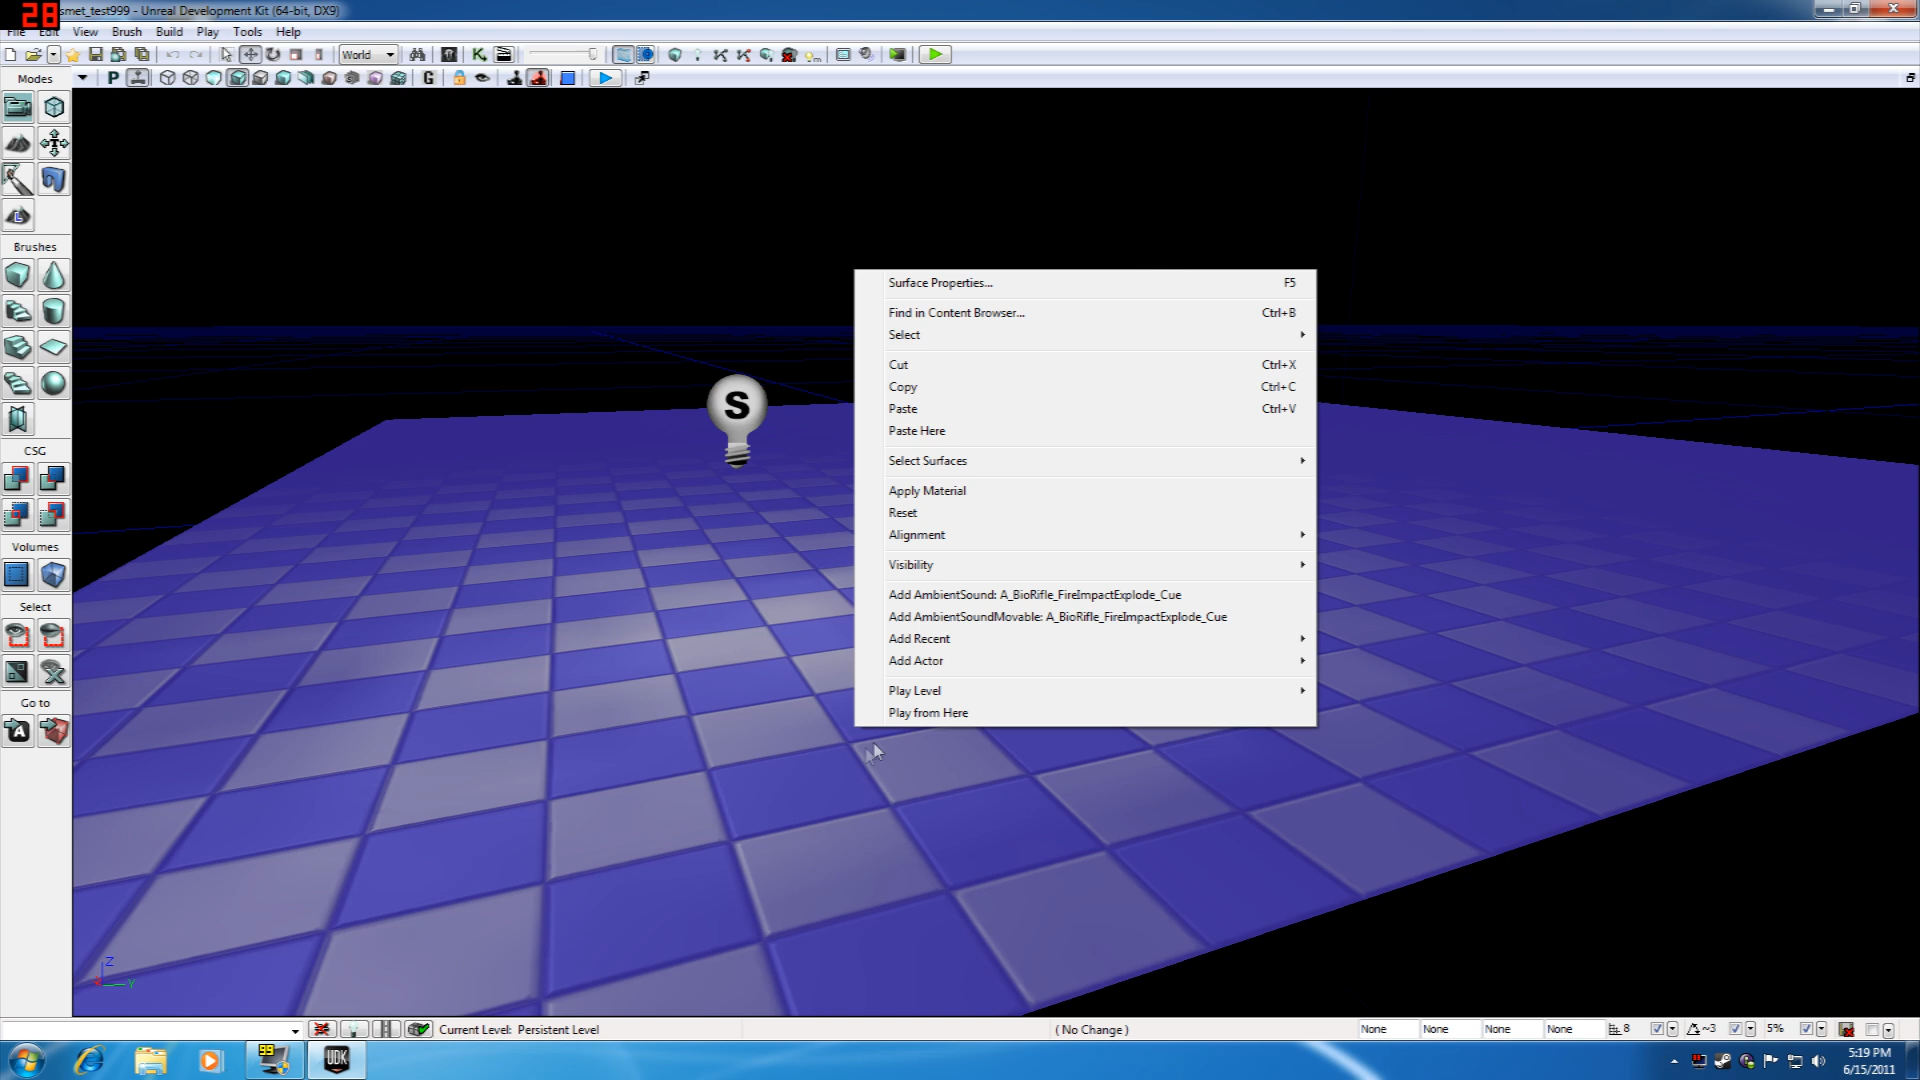 28
smet_test999 - Unreal Development Kit (64-bit, DX9)
File Edit View Brush Build Play Tools Help
World
Modes
P
G
Brushes
CSG
Volumes
Select
Go to
A
S
Surface Properties... F5
Find in Content Browser... Ctrl+B
Select
Cut Ctrl+X
Copy Ctrl+C
Paste Ctrl+V
Paste Here
Select Surfaces
Apply Material
Reset
Alignment
Visibility
Add AmbientSound: A_BioRifle_FireImpactExplode_Cue
Add AmbientSoundMovable: A_BioRifle_FireImpactExplode_Cue
Add Recent
Add Actor
Play Level
Play from Here
Z
X Y
Current Level: Persistent Level
( No Change )
None None None None 8 ~3 5%
99
UDK
5:19 PM
6/15/2011